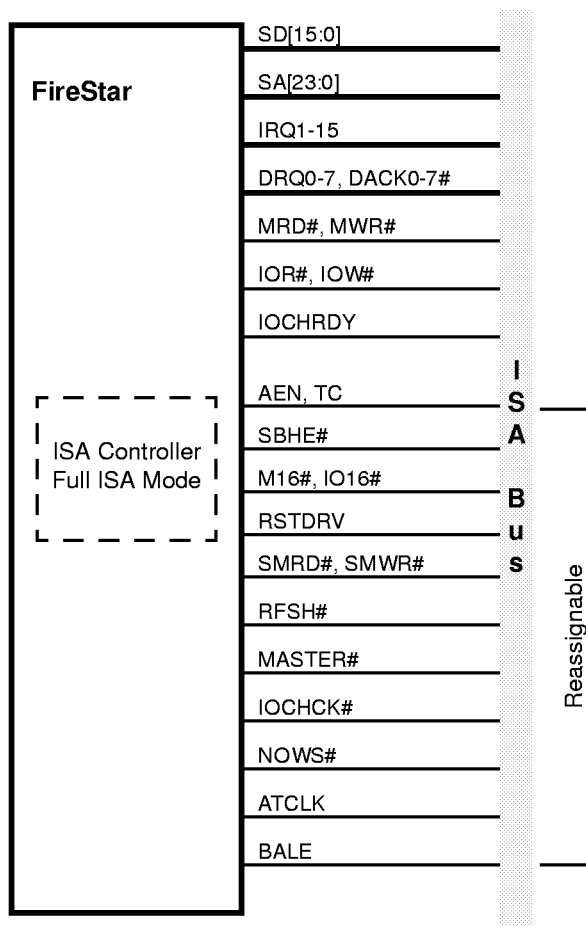 FireStar
SD[15:0]
SA[23:0]
IRQ1-15
DRQ0-7, DACK0-7#
MRD#, MWR#
IOR#, IOW#
IOCHRDY
AEN, TC
SBHE#
M16#, IO16#
RSTDRV
SMRD#, SMWR#
RFSH#
MASTER#
IOCHCK#
NOWS#
ATCLK
BALE
ISA Controller
Full ISA Mode
ISA Bus
Reassignable